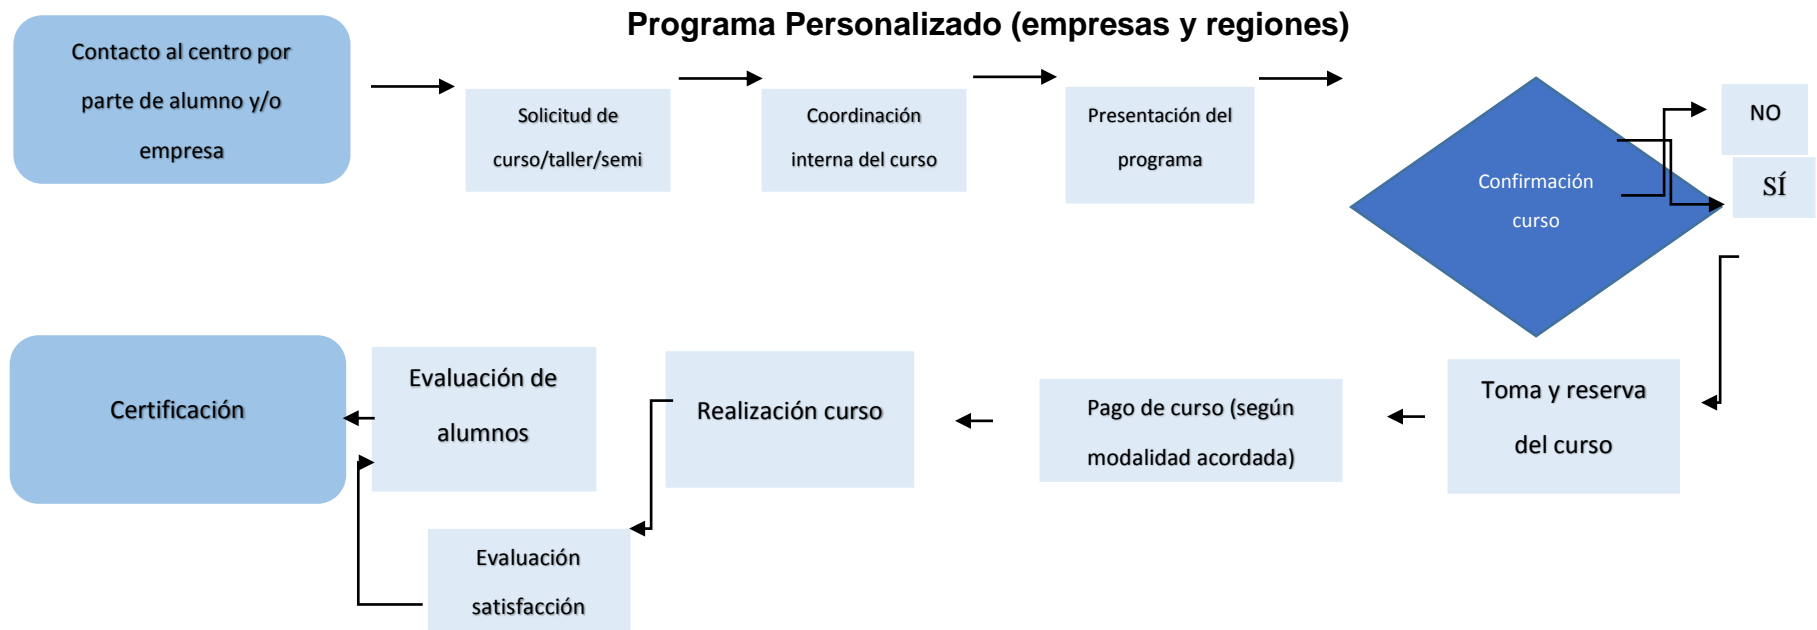 Programa Personalizado (empresas y regiones)
Contacto al centro por
parte de alumno y/o
empresa
Solicitud de
curso/taller/semi
Coordinación
interna del curso
Presentación del
programa
Confirmación
curso
NO
SÍ
Toma y reserva
del curso
Pago de curso (según
modalidad acordada)
Realización curso
Evaluación
satisfacción
Evaluación de
alumnos
Certificación